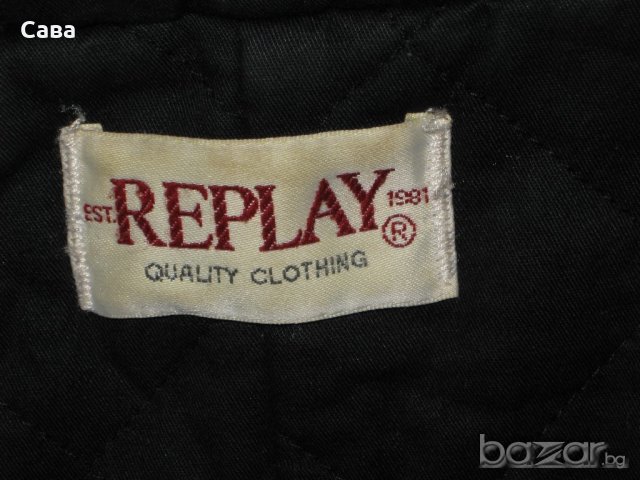 Сава
EST. REPLAY 1981
®
QUALITY CLOTHING
bazar.bg